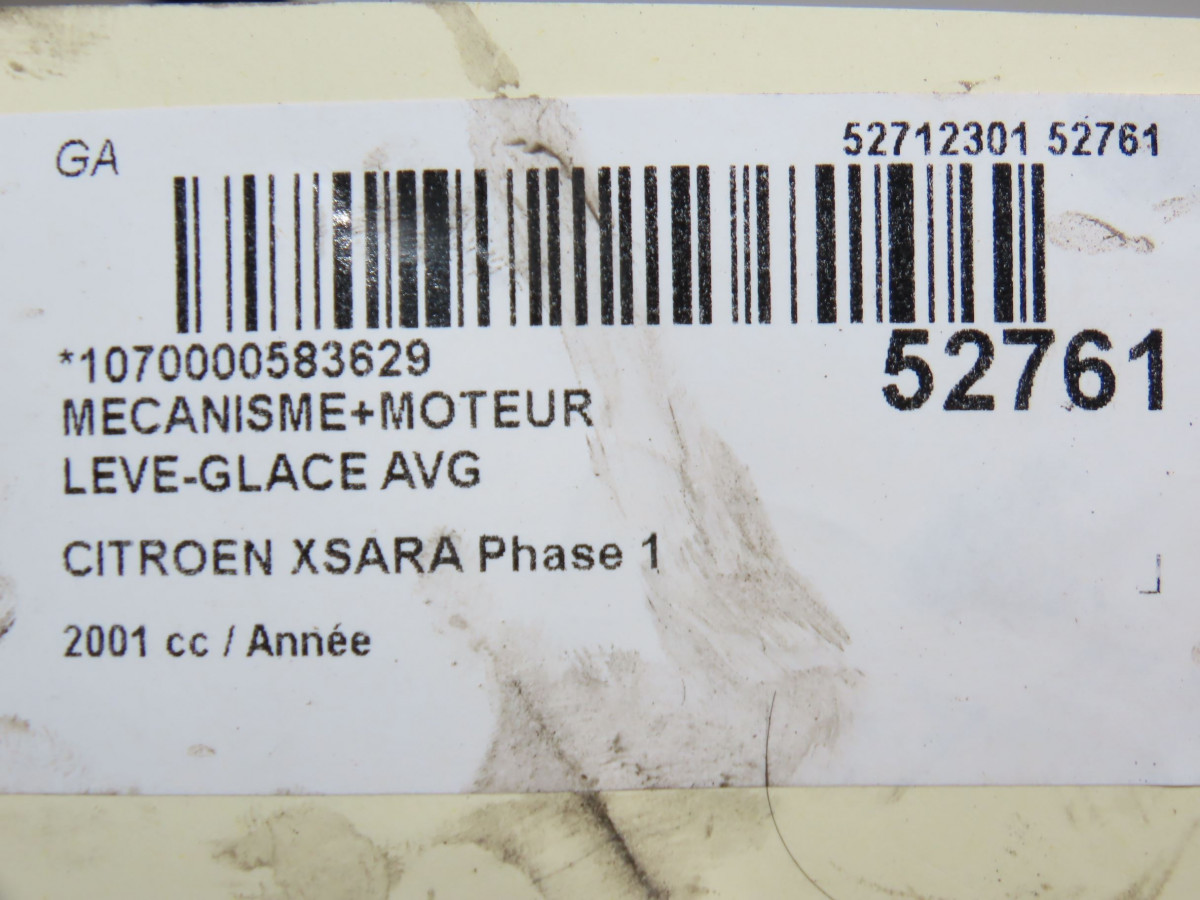 GA
52712301 52761
*1070000583629
52761
MECANISME+MOTEUR
LEVE-GLACE AVG
CITROEN XSARA Phase 1
2001 cc / Année